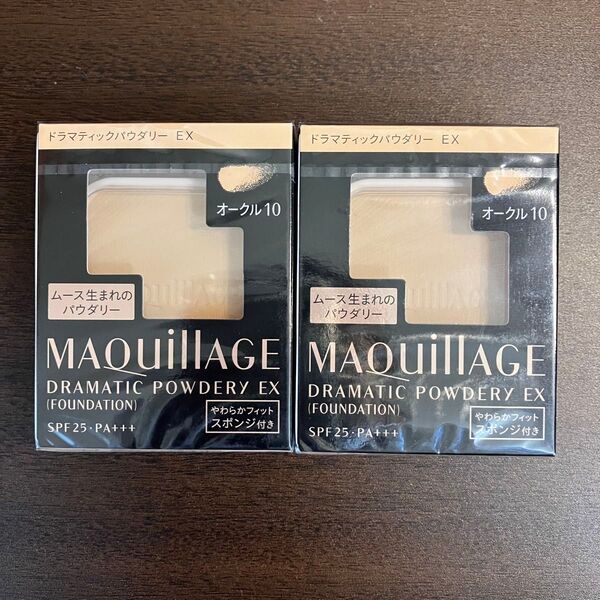 ドラマティックパウダリー EX
オークル10
ムース生まれの
パウダリー
MAQuillAGE
DRAMATIC POWDERY EX
(FOUNDATION)
やわらかフィット
スポンジ付き
SPF25・PA+++
ドラマティックパウダリー EX
オークル10
ムース生まれの
パウダリー
MAQuillAGE
DRAMATIC POWDERY EX
(FOUNDATION)
やわらかフィット
スポンジ付き
SPF25・PA+++